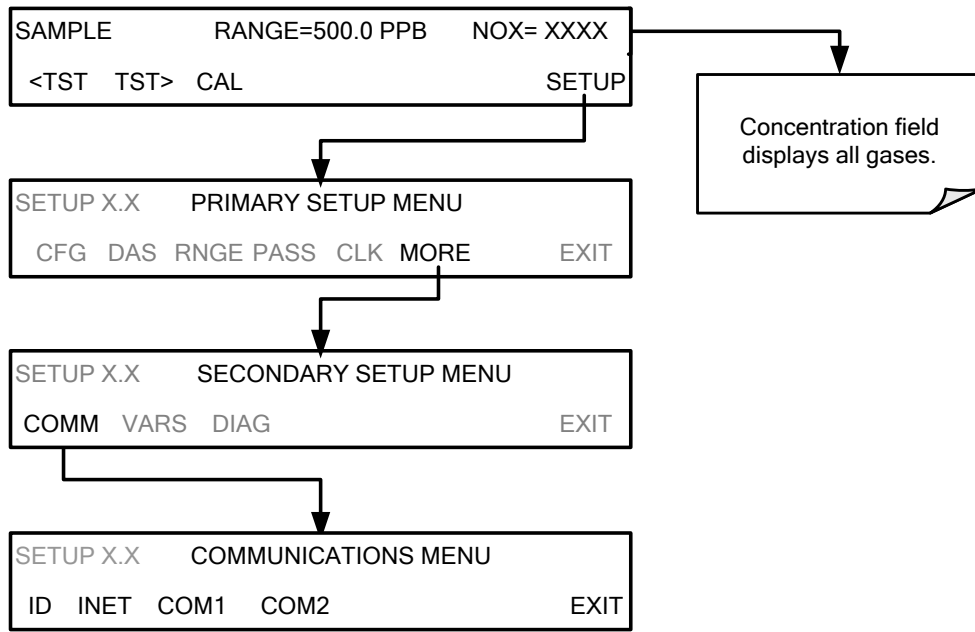 SAMPLE RANGE=500.0 PPB NOX= XXXX
<TST TST> CAL SETUP
Concentration field
displays all gases.
SETUP X.X PRIMARY SETUP MENU
CFG DAS RNGE PASS CLK MORE EXIT
SETUP X.X SECONDARY SETUP MENU
COMM VARS DIAG EXIT
SETUP X.X COMMUNICATIONS MENU
ID INET COM1 COM2 EXIT